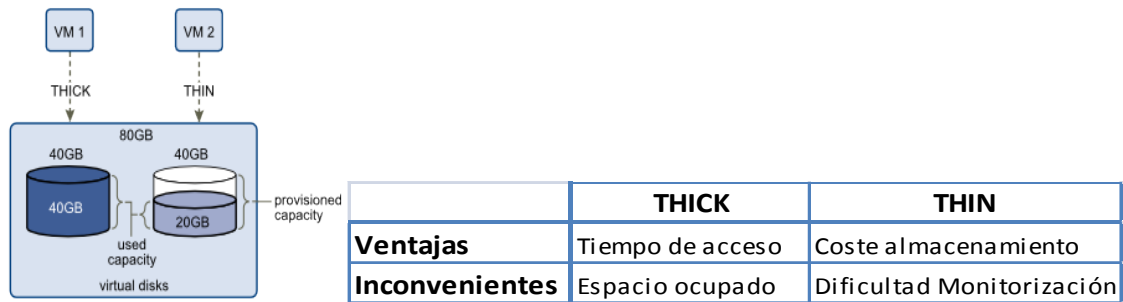 VM 1 VM 2
THICK THIN
80GB
40GB 40GB
40GB
20GB
provisioned
capacity
used
capacity
virtual disks
THICK THIN
Ventajas Tiempo de acceso Coste almacenamiento
Inconvenientes Espacio ocupado Dificultad Monitorización